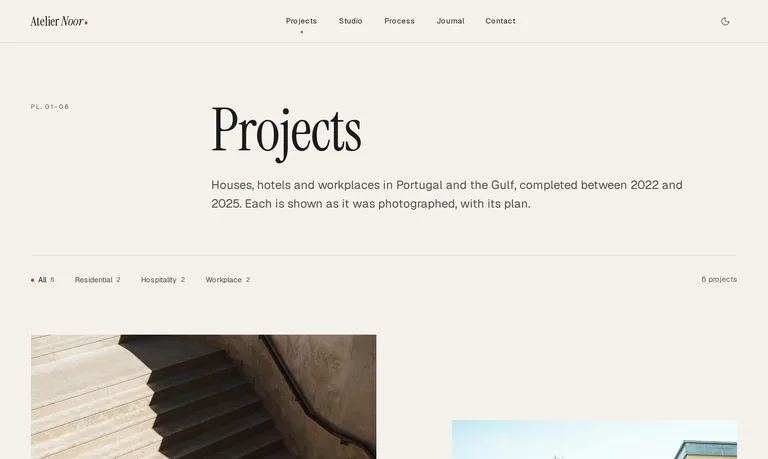 Atelier Noor
Projects
Studio
Process
Journal
Contact
PL. 01–06
Projects
Houses, hotels and workplaces in Portugal and the Gulf, completed between 2022 and
2025. Each is shown as it was photographed, with its plan.
All 6
Residential 2
Hospitality 2
Workplace 2
6 projects